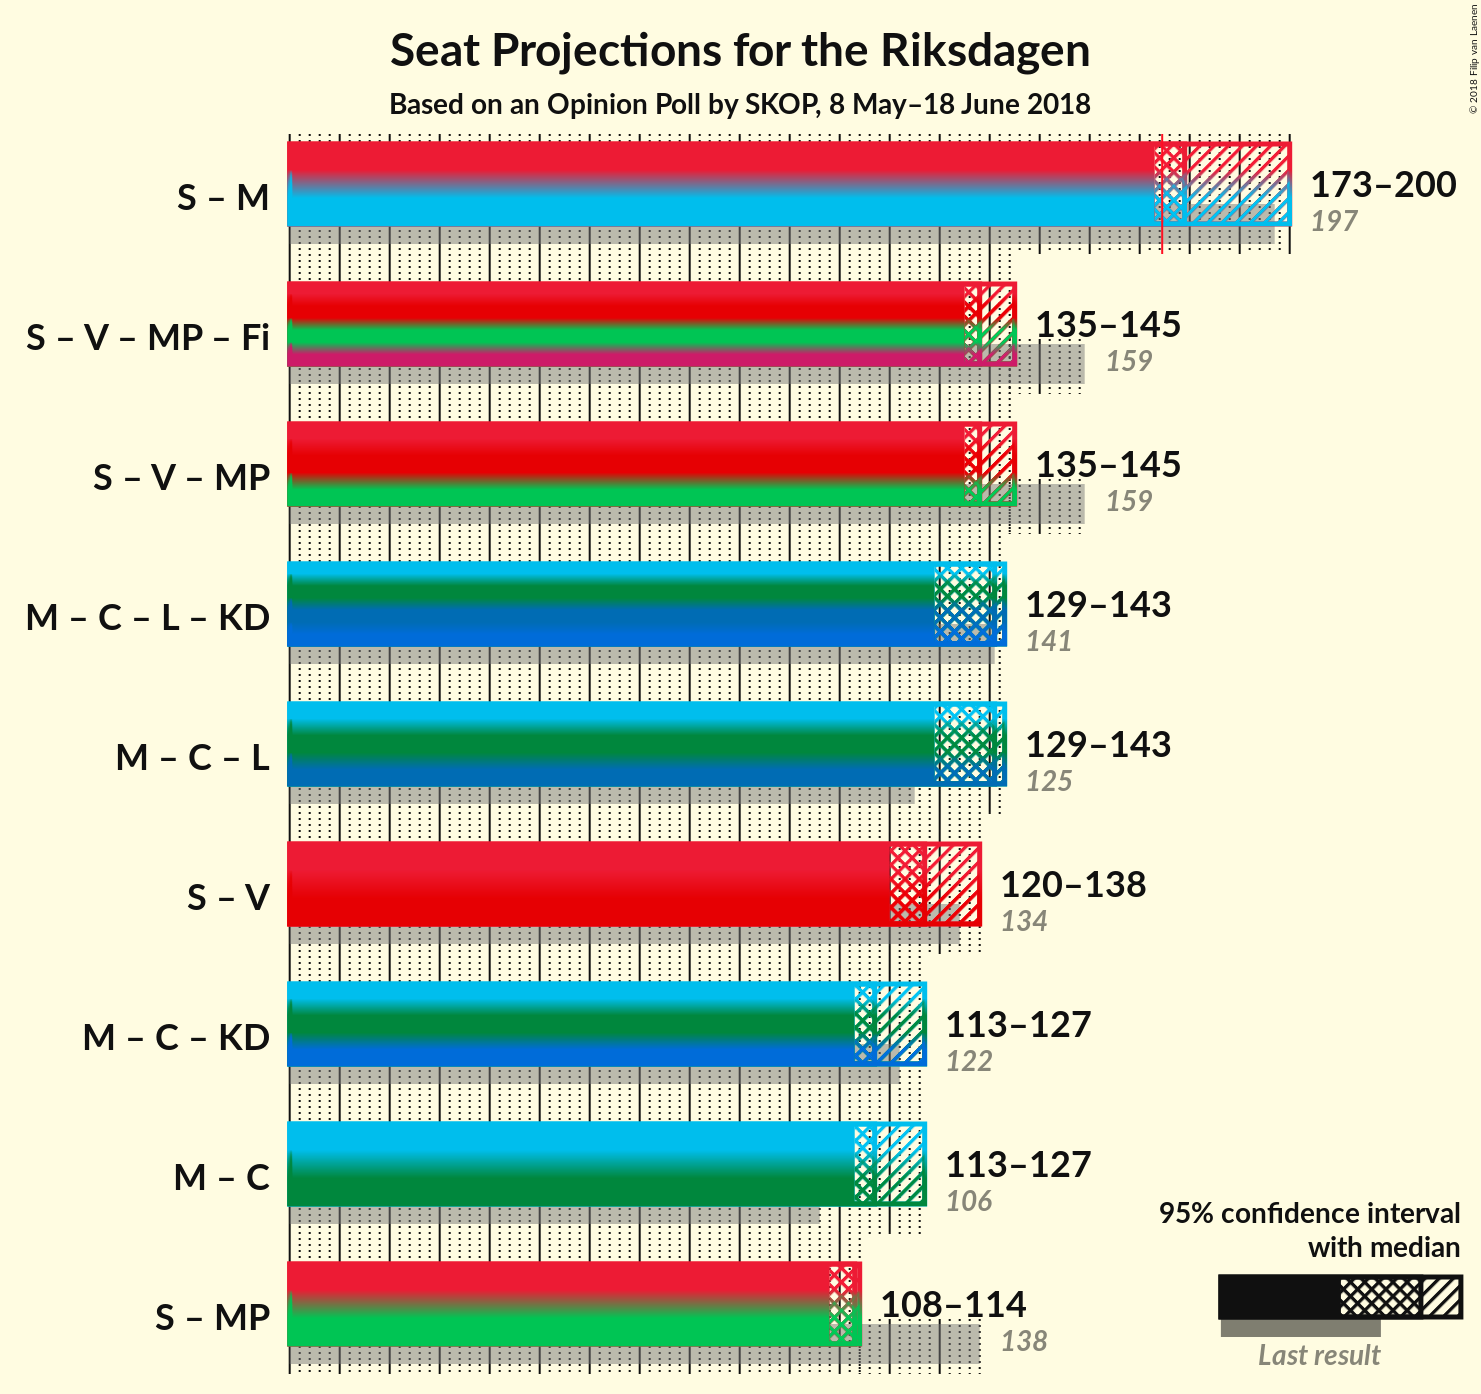 © 2018 Filip van Laenen
Seat Projections for the Riksdagen
Based on an Opinion Poll by SKOP, 8 May–18 June 2018
S – M
173–200
197
S – V – MP – Fi
135–145
159
S – V – MP
135–145
159
M – C – L – KD
129–143
141
M – C – L
129–143
125
S – V
120–138
134
M – C – KD
113–127
122
M – C
113–127
106
S – MP
108–114
138
95% confidence interval
with median
Last result